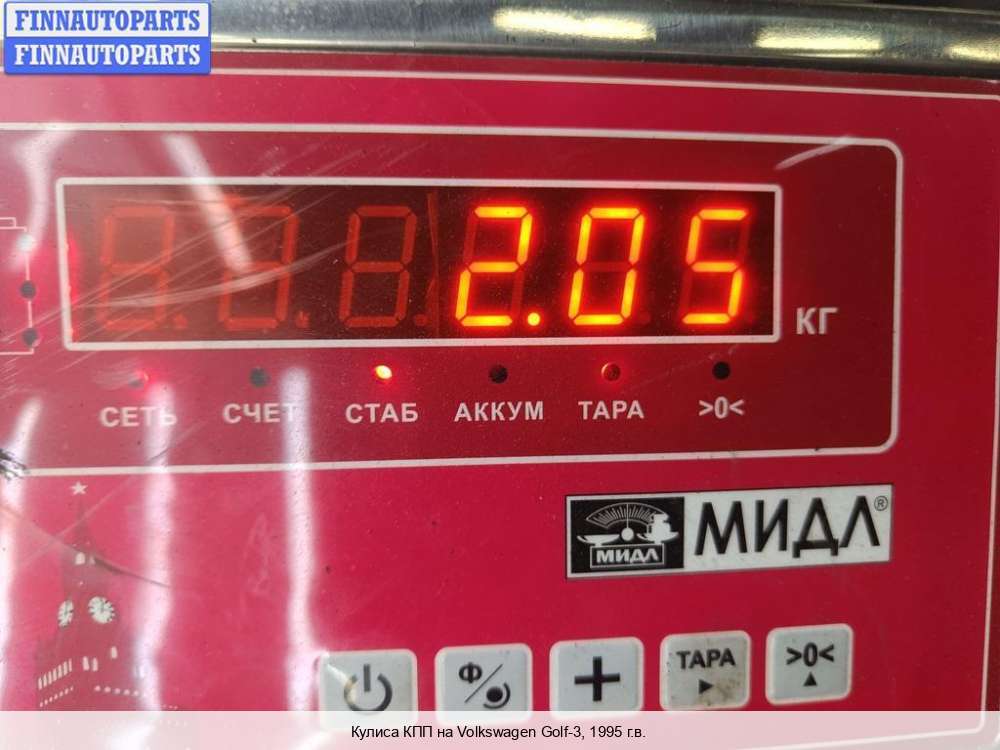 FINNAUTOPARTS
FINNAUTOPARTS
2.05
КГ
СЕТЬ СЧЕТ СТАБ АККУМ ТАРА >0<
МИДЛ МИДЛ®
Ф/
+
ТАРА >0<
Кулиса КПП на Volkswagen Golf-3, 1995 г.в.